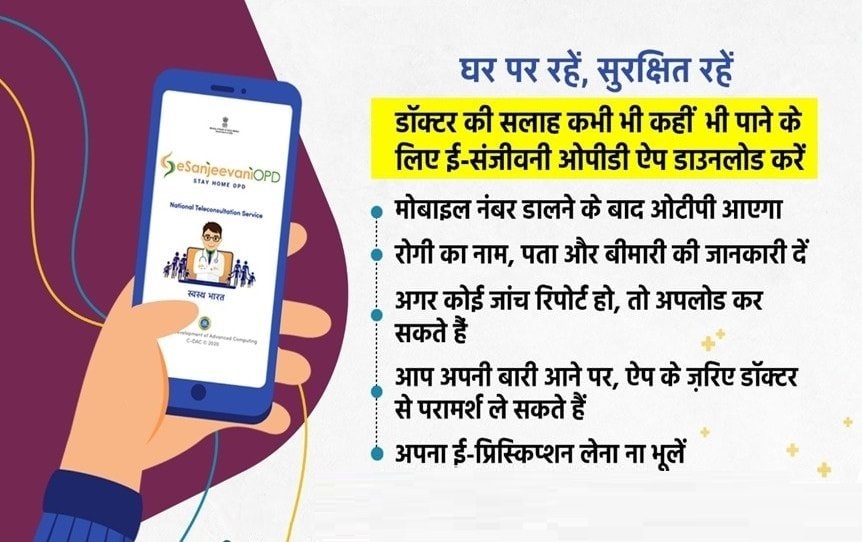 घर पर रहें, सुरक्षित रहें
डॉक्टर की सलाह कभी भी कहीं भी पाने के
लिए ई-संजीवनी ओपीडी ऐप डाउनलोड करें
मोबाइल नंबर डालने के बाद ओटीपी आएगा
रोगी का नाम, पता और बीमारी की जानकारी दें
अगर कोई जांच रिपोर्ट हो, तो अपलोड कर
सकते हैं
आप अपनी बारी आने पर, ऐप के ज़रिए डॉक्टर
से परामर्श ले सकते हैं
अपना ई-प्रिस्किप्शन लेना ना भूलें
eSanjeevaniOPD
STAY HOME OPD
National Teleconsultation Service
स्वस्थ भारत
evelopment of Advanced Computing
C-DAC © 2020